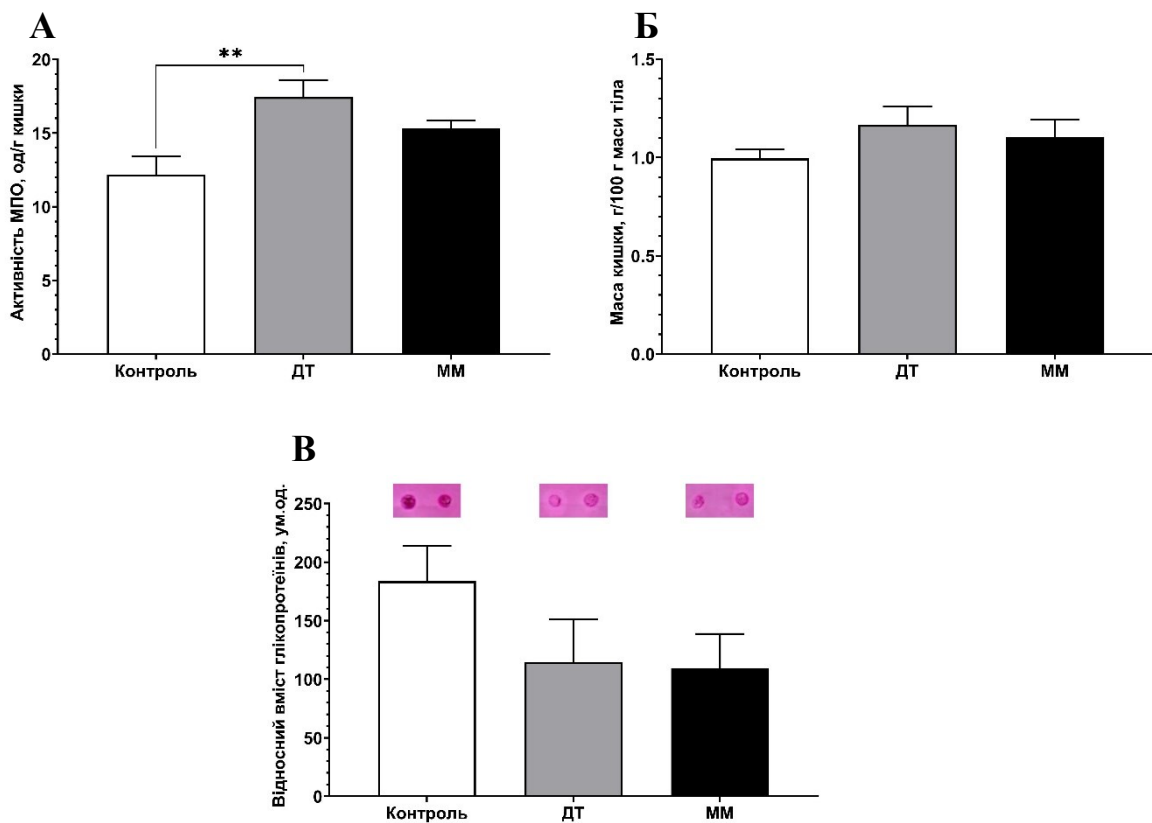 А
Активність МПО, од/г кишки
20
15
10
5
0
**
Контроль
ДТ
ММ
Б
Маса кишки, г/100 г маси тіла
1.5
1.0
0.5
0.0
Контроль
ДТ
ММ
В
Відносний вміст глікопротеїнів, ум.од.
250
200
150
100
50
0
Контроль
ДТ
ММ